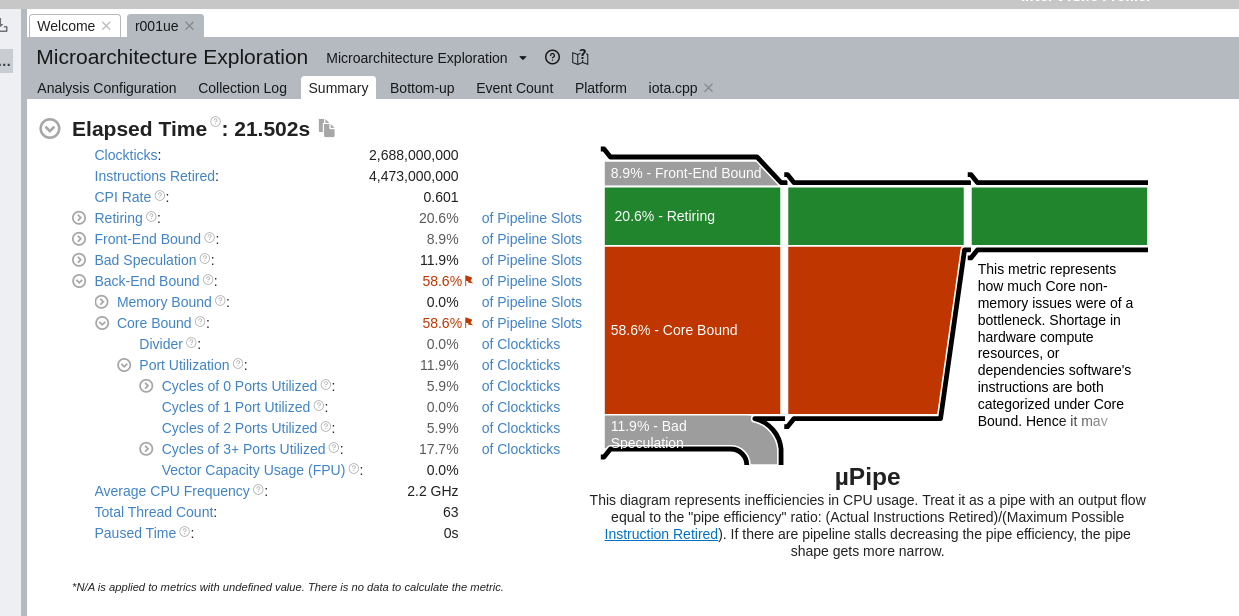 Welcome
r001ue
Microarchitecture Exploration Microarchitecture Exploration
Analysis Configuration Collection Log Summary Bottom-up Event Count Platform iota.cpp
Elapsed Time: 21.502s
Clockticks: 2,688,000,000
Instructions Retired: 4,473,000,000
CPI Rate: 0.601
Retiring: 20.6% of Pipeline Slots
Front-End Bound: 8.9% of Pipeline Slots
Bad Speculation: 11.9% of Pipeline Slots
Back-End Bound: 58.6% of Pipeline Slots
Memory Bound: 0.0% of Pipeline Slots
Core Bound: 58.6% of Pipeline Slots
Divider: 0.0% of Clockticks
Port Utilization: 11.9% of Clockticks
Cycles of 0 Ports Utilized: 5.9% of Clockticks
Cycles of 1 Port Utilized: 0.0% of Clockticks
Cycles of 2 Ports Utilized: 5.9% of Clockticks
Cycles of 3+ Ports Utilized: 17.7% of Clockticks
Vector Capacity Usage (FPU): 0.0%
Average CPU Frequency: 2.2 GHz
Total Thread Count: 63
Paused Time: 0s
*N/A is applied to metrics with undefined value. There is no data to calculate the metric.
8.9% - Front-End Bound
20.6% - Retiring
58.6% - Core Bound
11.9% - Bad
Speculation
This metric represents
how much Core non-
memory issues were of a
bottleneck. Shortage in
hardware compute
resources, or
dependencies software's
instructions are both
categorized under Core
Bound. Hence it may
µPipe
This diagram represents inefficiencies in CPU usage. Treat it as a pipe with an output flow
equal to the "pipe efficiency" ratio: (Actual Instructions Retired)/(Maximum Possible
Instruction Retired). If there are pipeline stalls decreasing the pipe efficiency, the pipe
shape gets more narrow.